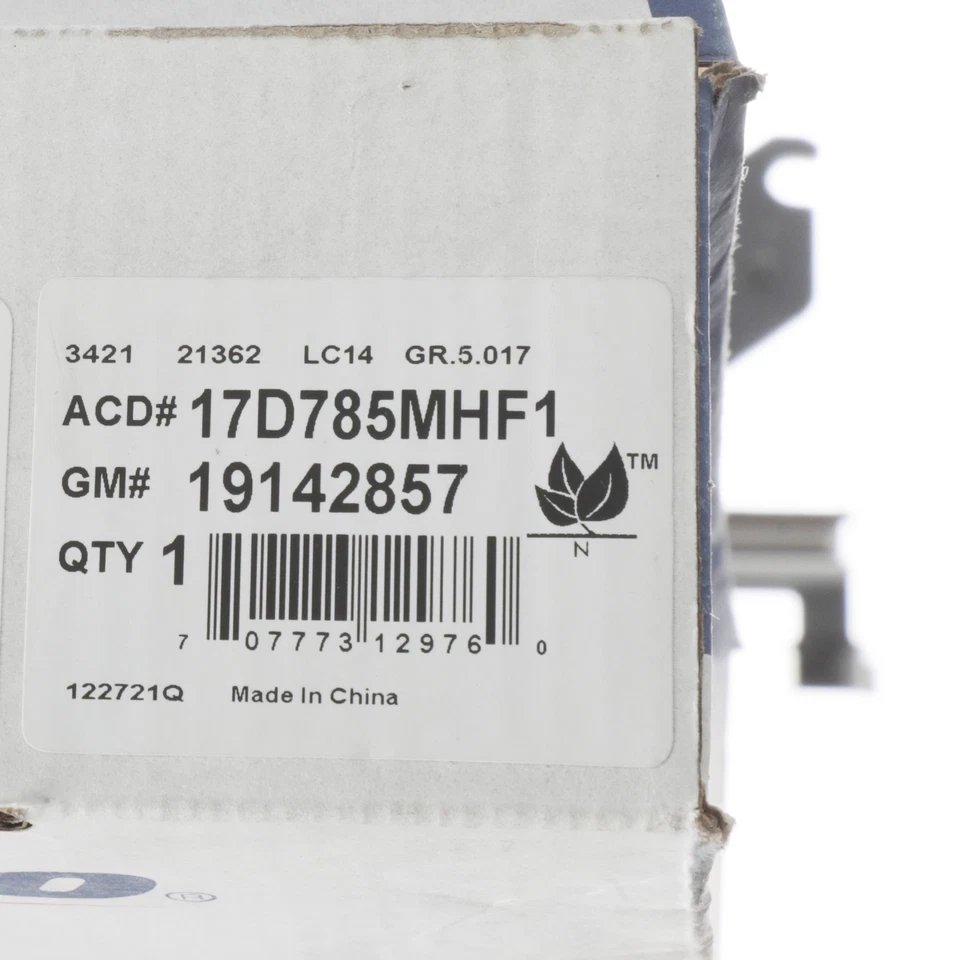 3421 21362 LC14 GR.5.017
ACD# 17D785MHF1
GM# 19142857
TM
N
QTY 1
7 07773 12976 0
122721Q Made In China
®